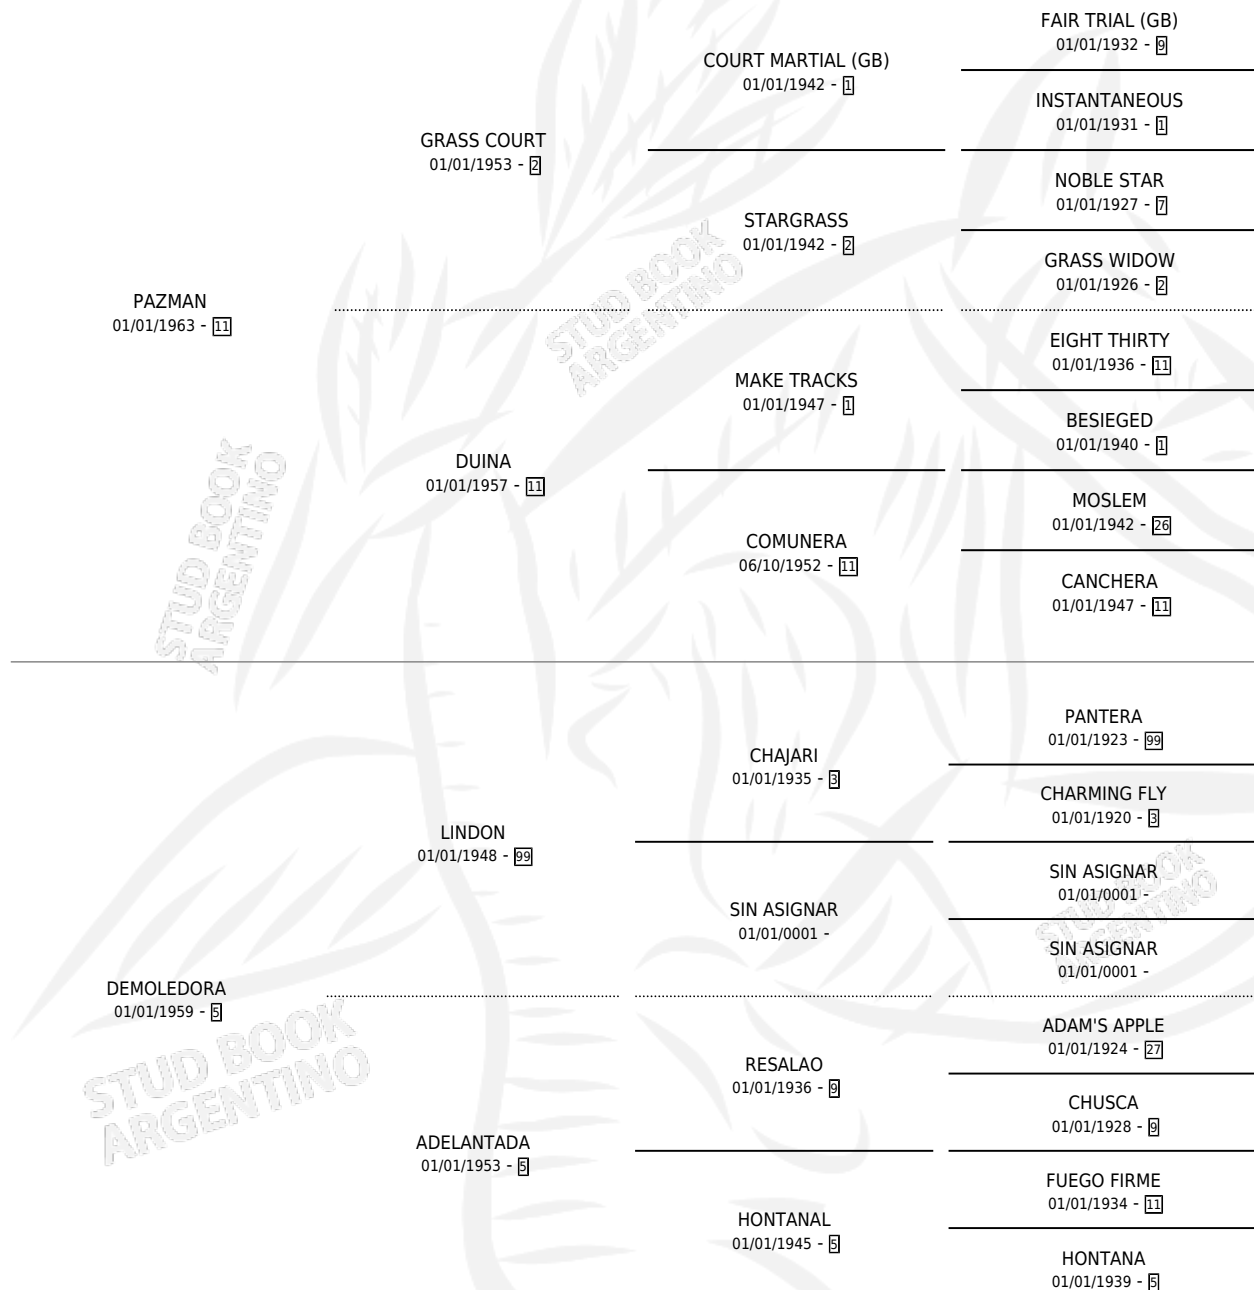 FAIR TRIAL (GB)
01/01/1932 - 9
COURT MARTIAL (GB)
01/01/1942 - 1
INSTANTANEOUS
01/01/1931 - 1
GRASS COURT
01/01/1953 - 2
NOBLE STAR
01/01/1927 - 7
STARGRASS
01/01/1942 - 2
GRASS WIDOW
01/01/1926 - 2
PAZMAN
01/01/1963 - 11
EIGHT THIRTY
01/01/1936 - 11
MAKE TRACKS
01/01/1947 - 1
BESIEGED
01/01/1940 - 1
DUINA
01/01/1957 - 11
MOSLEM
01/01/1942 - 26
COMUNERA
06/10/1952 - 11
CANCHERA
01/01/1947 - 11
PANTERA
01/01/1923 - 99
CHAJARI
01/01/1935 - 3
CHARMING FLY
01/01/1920 - 3
LINDON
01/01/1948 - 99
SIN ASIGNAR
01/01/0001 -
SIN ASIGNAR
01/01/0001 -
SIN ASIGNAR
01/01/0001 -
DEMOLEDORA
01/01/1959 - 5
ADAM'S APPLE
01/01/1924 - 27
RESALAO
01/01/1936 - 9
CHUSCA
01/01/1928 - 9
ADELANTADA
01/01/1953 - 5
FUEGO FIRME
01/01/1934 - 11
HONTANAL
01/01/1945 - 5
HONTANA
01/01/1939 - 5
STUD BOOK
ARGENTINO
STUD BOOK
ARGENTINO
STUD BOOK
ARGENTINO
STUD BOOK
ARGENTINO